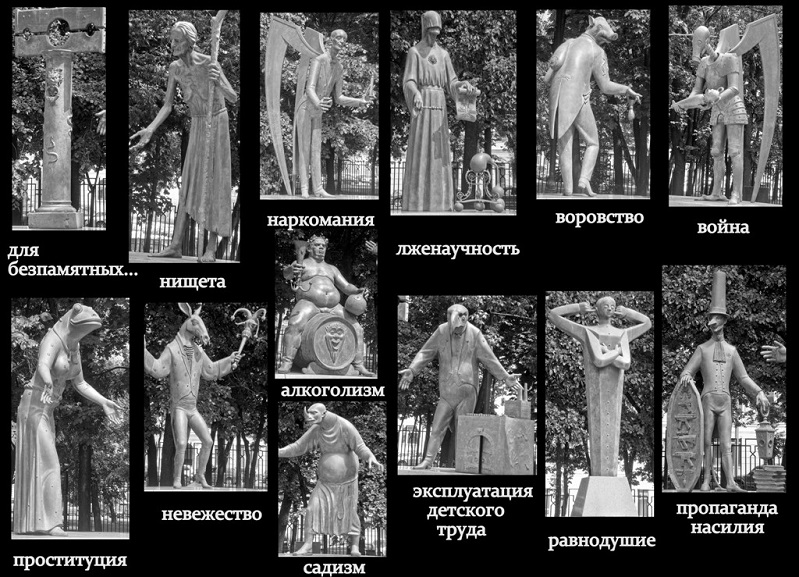 для
безпамятных...
нищета
наркомания
лженаучность
воровство
война
проституция
невежество
алкоголизм
садизм
эксплуатация
детского
труда
равнодушие
пропаганда
насилия